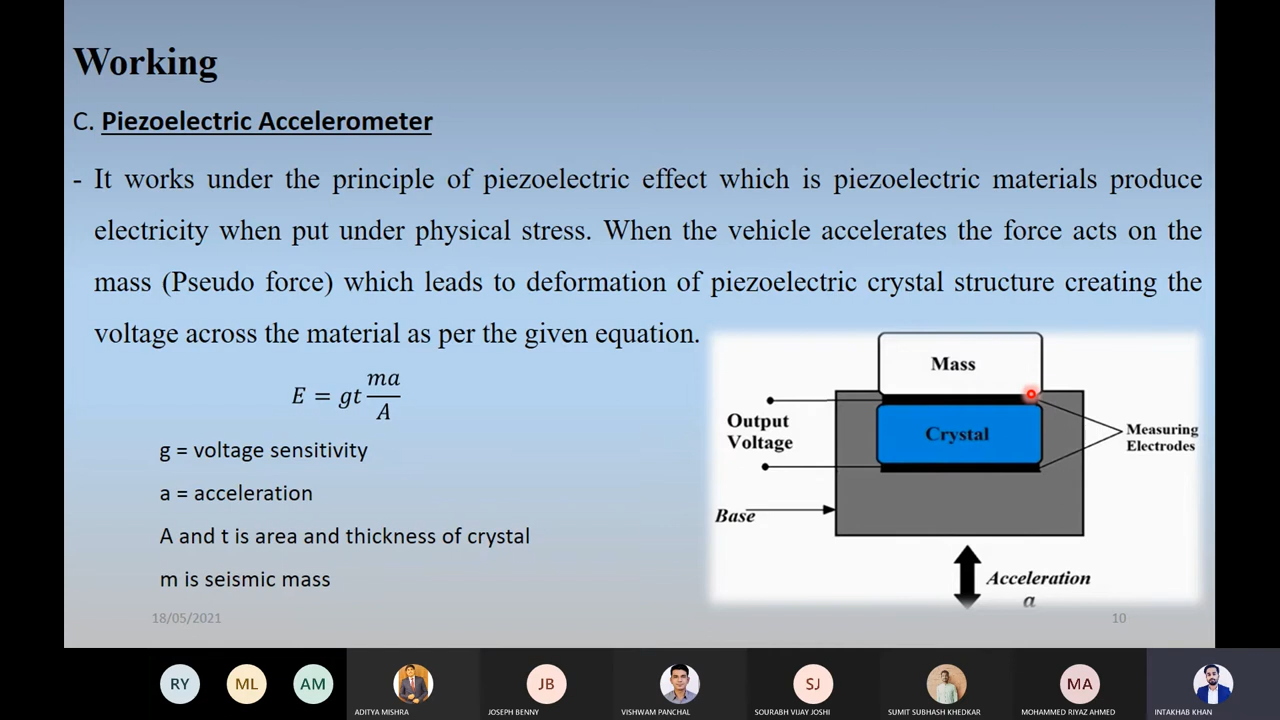 Working
C. Piezoelectric Accelerometer
- It works under the principle of piezoelectric effect which is piezoelectric materials produce
electricity when put under physical stress. When the vehicle accelerates the force acts on the
mass (Pseudo force) which leads to deformation of piezoelectric crystal structure creating the
voltage across the material as per the given equation.
E = gt ma/A
g = voltage sensitivity
a = acceleration
A and t is area and thickness of crystal
m is seismic mass
Mass
Output
Voltage
Crystal
Measuring
Electrodes
Base
Acceleration
a
18/05/2021
10
RY
ML
AM
JB
SJ
MA
ADITYA MISHRA
JOSEPH BENNY
VISHWAM PANCHAL
SOURABH VIJAY JOSHI
SUMIT SUBHASH KHEDKAR
MOHAMMED RIYAZ AHMED
INTAKHAB KHAN